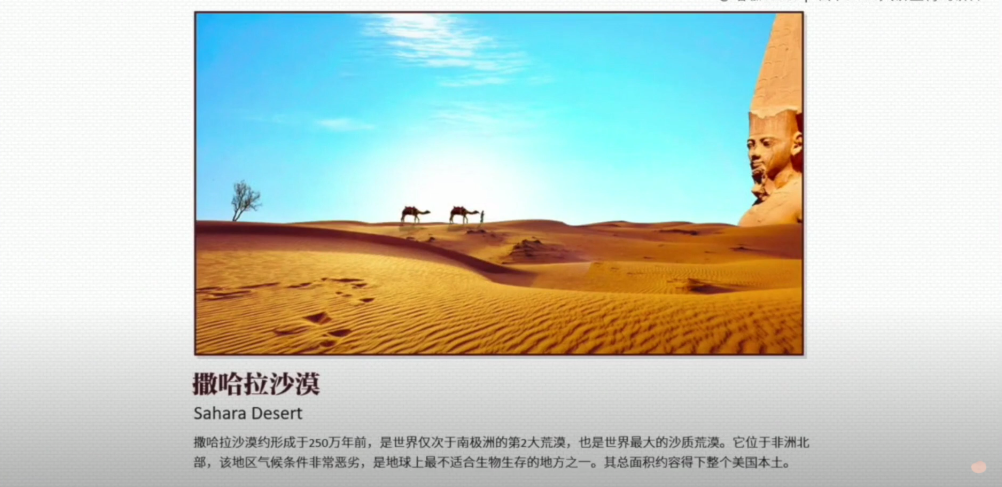 撒哈拉沙漠
Sahara Desert
撒哈拉沙漠约形成于250万年前，是世界仅次于南极洲的第2大荒漠，也是世界最大的沙质荒漠。它位于非洲北
部，该地区气候条件非常恶劣，是地球上最不适合生物生存的地方之一。其总面积约容得下整个美国本土。